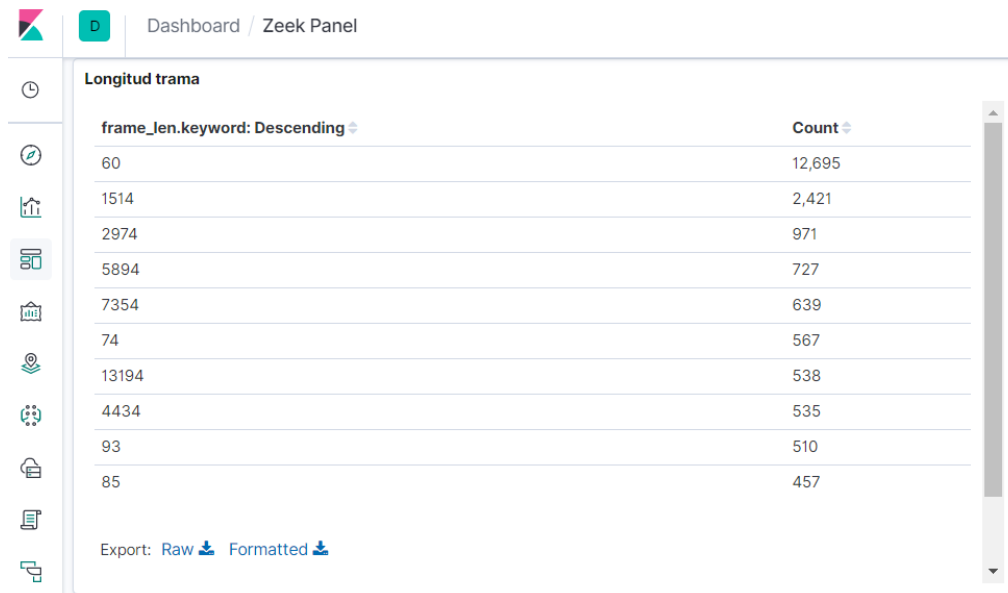 D Dashboard / Zeek Panel
Longitud trama
frame_len.keyword: Descending Count
60 12,695
1514 2,421
2974 971
5894 727
7354 639
74 567
13194 538
4434 535
93 510
85 457
Export: Raw Formatted